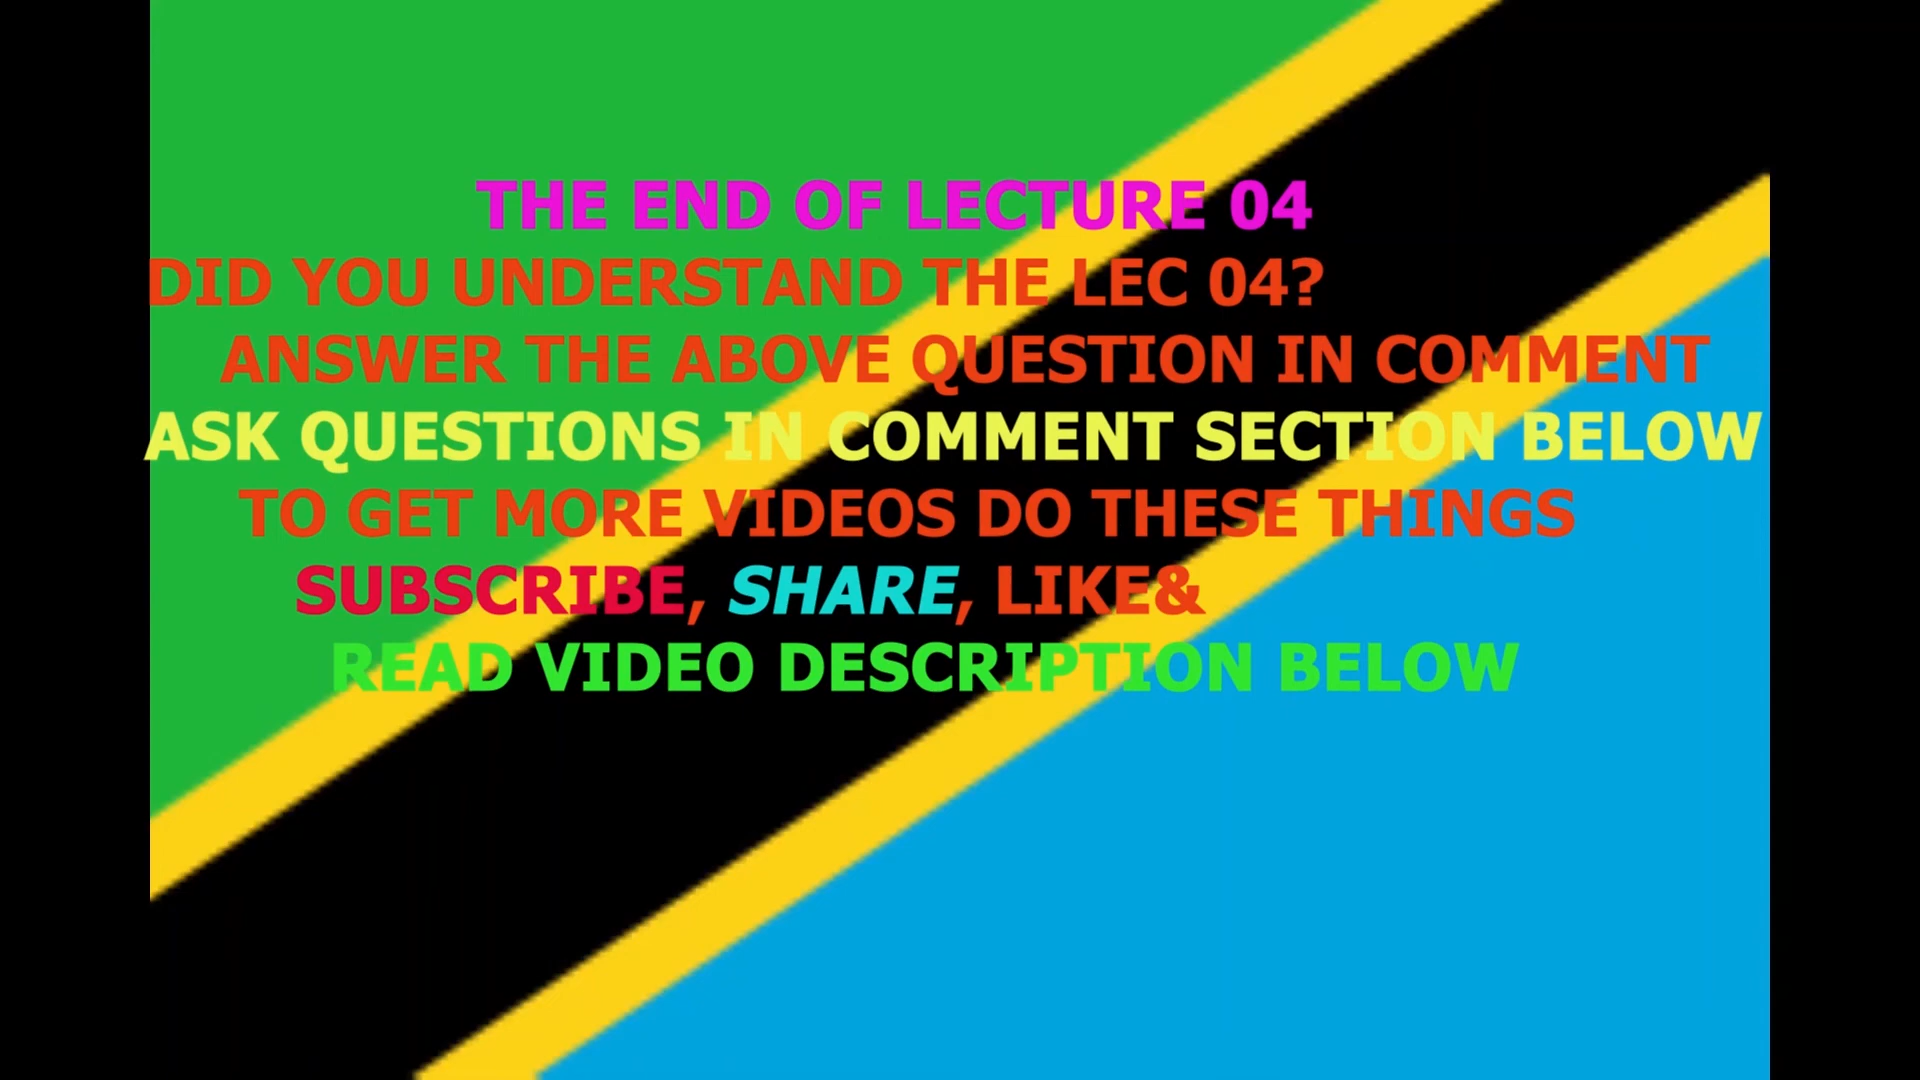 THE END OF LECTURE 04
DID YOU UNDERSTAND THE LEC 04?
ANSWER THE ABOVE QUESTION IN COMMENT
ASK QUESTIONS IN COMMENT SECTION BELOW
TO GET MORE VIDEOS DO THESE THINGS
SUBSCRIBE, SHARE, LIKE&
READ VIDEO DESCRIPTION BELOW